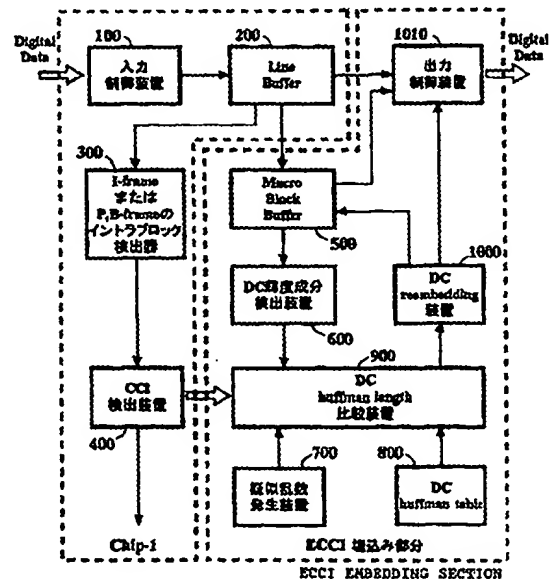 Digital
Data
100
入力
制御装置
200
Line
Buffer
1010
出力
制御装置
Digital
Data
300
I-frame
または
P,B-frameの
イントラブロック
検出器
Macro
Block
Buffer
500
1000
DC
reembedding
装置
DC輝度成分
検出装置
600
CCI
検出装置
400
900
DC
huffman length
比較装置
700
疑似乱数
発生装置
800
DC
huffman table
Chip-1
ECCI 埋込み部分
ECCI EMBEDDING SECTION